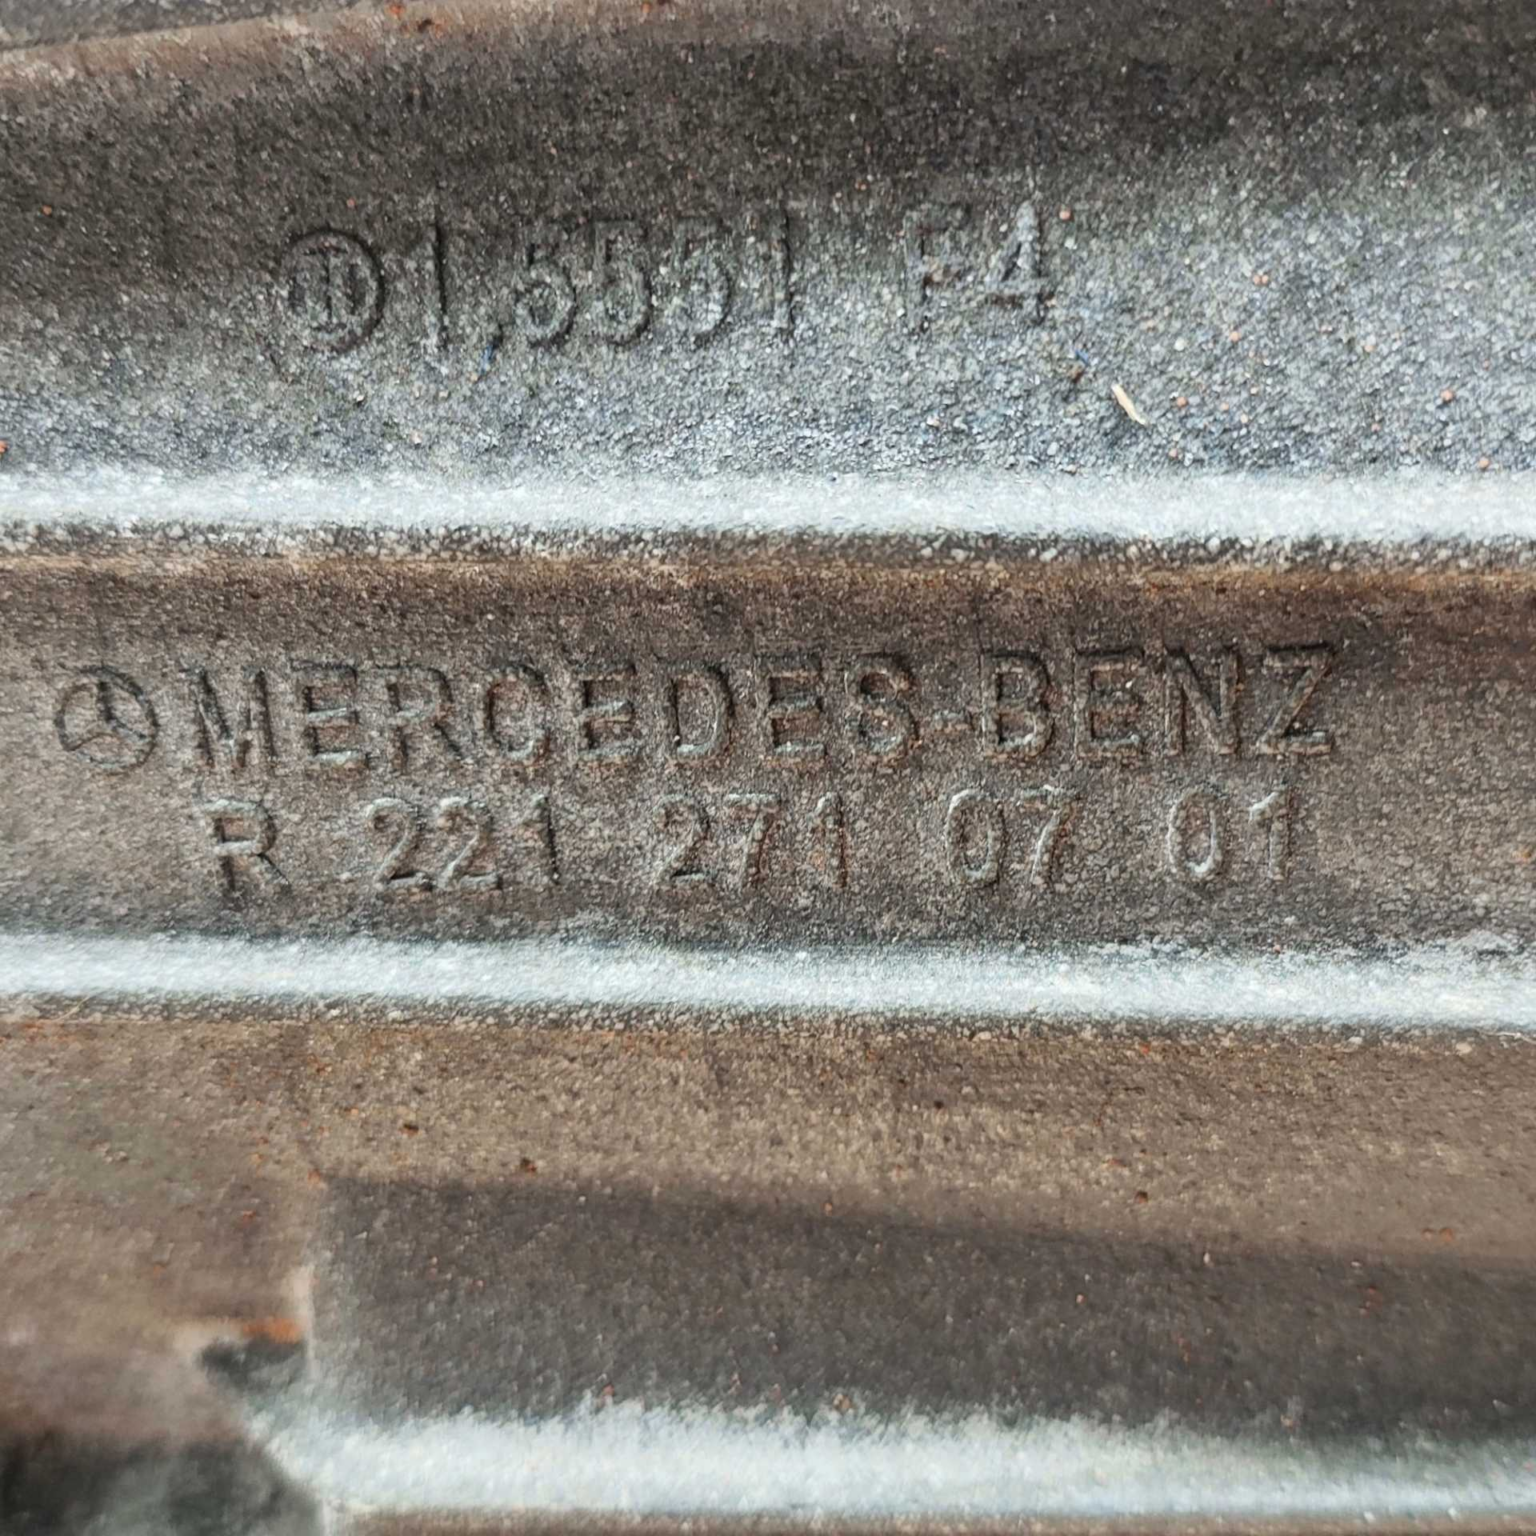 1.5551 F4
MERCEDES-BENZ
R 221 271 07 01